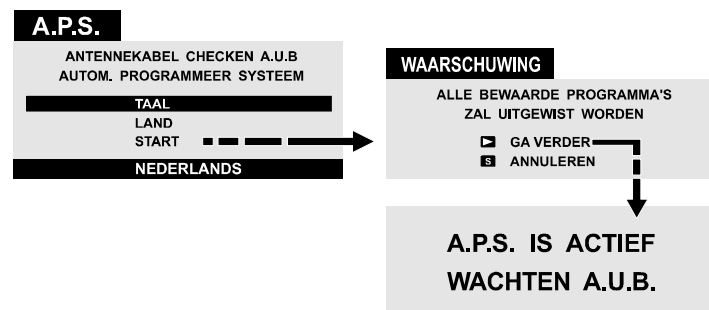 A.P.S.
ANTENNEKABEL CHECKEN A.U.B
AUTOM. PROGRAMMEER SYSTEEM
TAAL
LAND
START
NEDERLANDS
WAARSCHUWING
ALLE BEWAARDE PROGRAMMA'S
ZAL UITGEWIST WORDEN
GA VERDER
S ANNULEREN
A.P.S. IS ACTIEF
WACHTEN A.U.B.